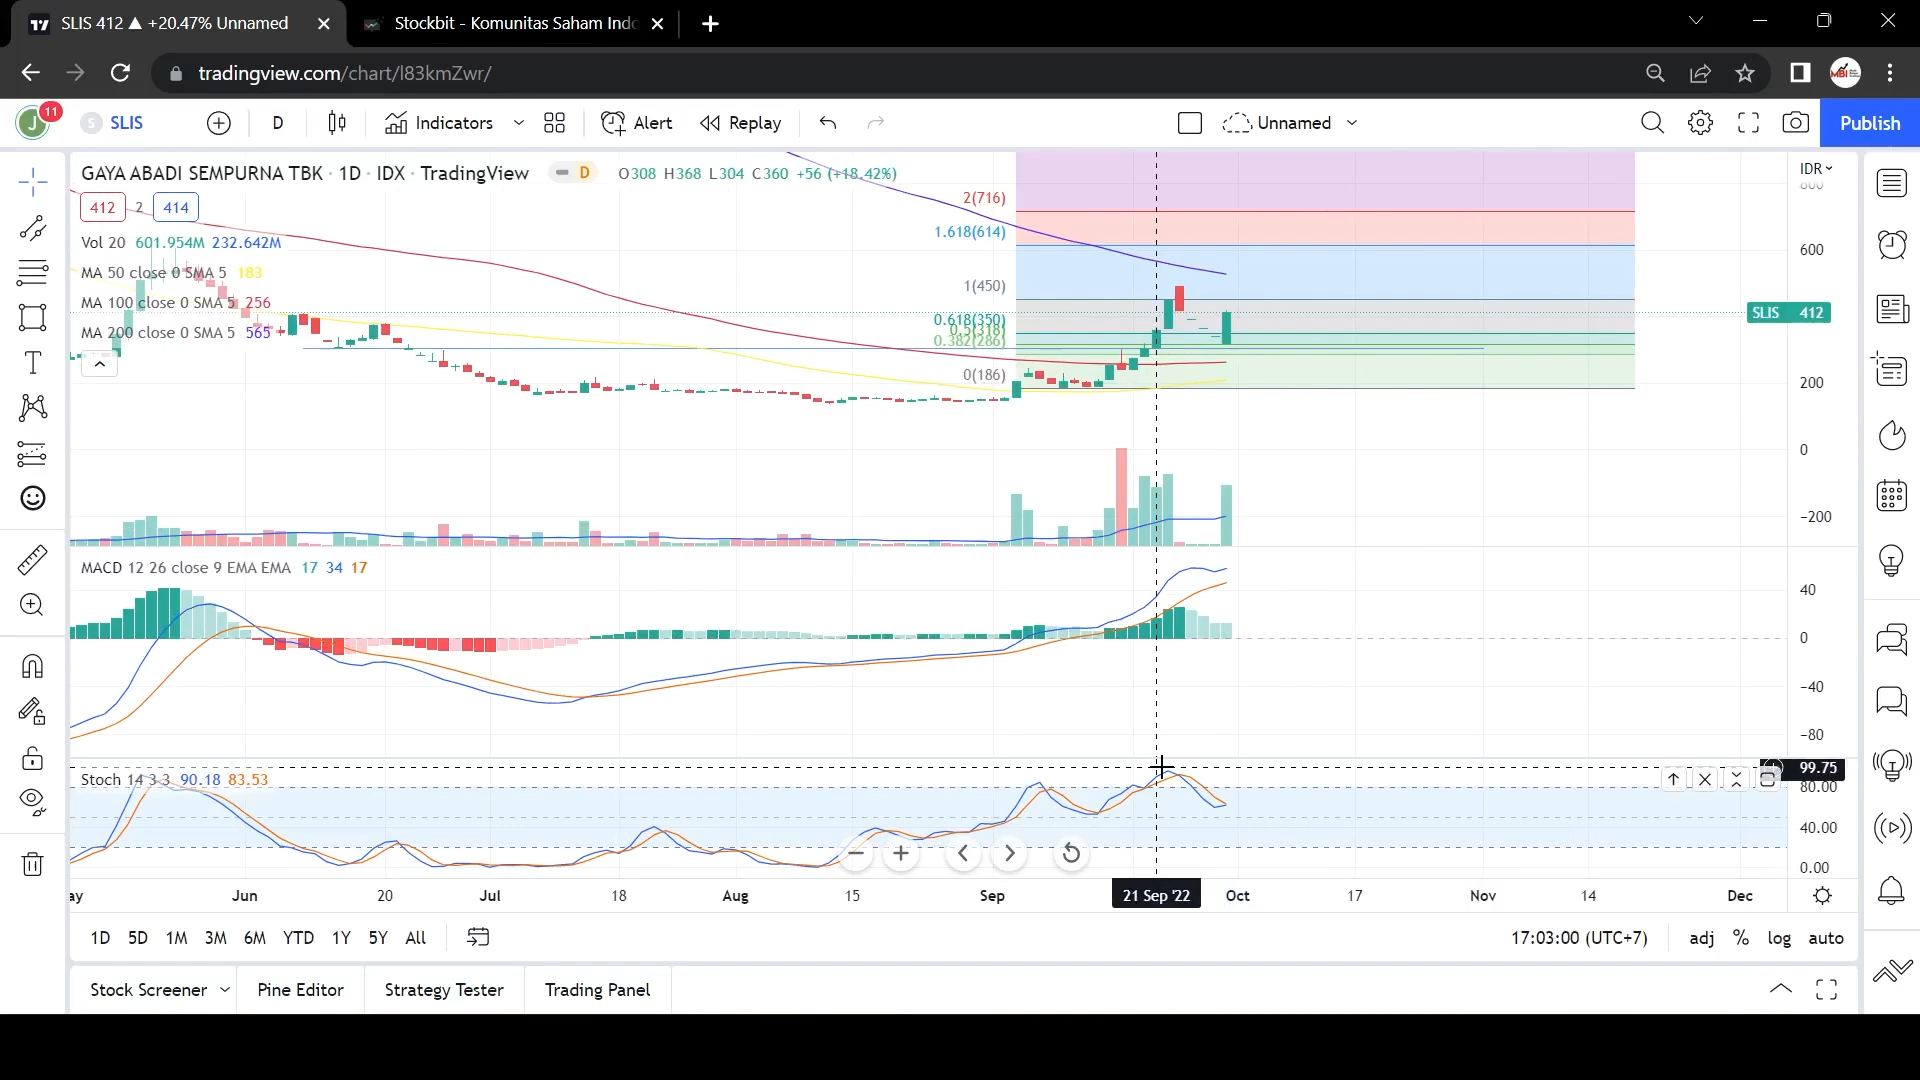 SLIS 412 ▲ +20.47% Unnamed
Stockbit - Komunitas Saham Indo
tradingview.com/chart/l83kmZwr/
MBI
J 11
S SLIS
D
Indicators
Alert
Replay
Unnamed
Publish
GAYA ABADI SEMPURNA TBK · 1D · IDX · TradingView
D
O308 H368 L304 C360 +56 (+18.42%)
IDR
412 2 414
Vol 20 601.954M 232.642M
MA 50 close 0 SMA 5 183
MA 100 close 0 SMA 5 256
MA 200 close 0 SMA 5 565
2(716)
1.618(614)
1(450)
0.618(350)
0.5(318)
0.382(286)
0(186)
800
600
SLIS 412
200
0
−200
MACD 12 26 close 9 EMA EMA 17 34 17
40
0
−40
−80
Stoch 14 3 3 90.18 83.53
99.75
80.00
40.00
0.00
ay Jun 20 Jul 18 Aug 15 Sep 21 Sep '22 Oct 17 Nov 14 Dec
1D 5D 1M 3M 6M YTD 1Y 5Y All
17:03:00 (UTC+7) adj % log auto
Stock Screener Pine Editor Strategy Tester Trading Panel